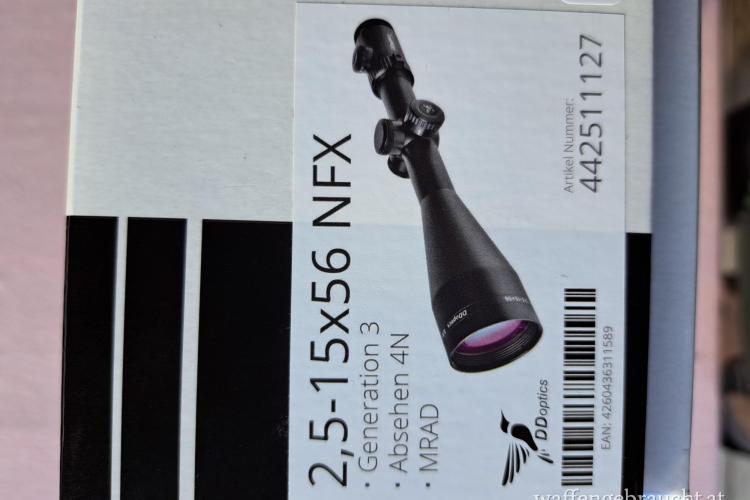 2,5-15x56 NFX
· Generation 3
· Absehen 4N
· MRAD
DDoptics
Artikel Nummer:
442511127
EAN: 4260436311589
waffengebraucht.at